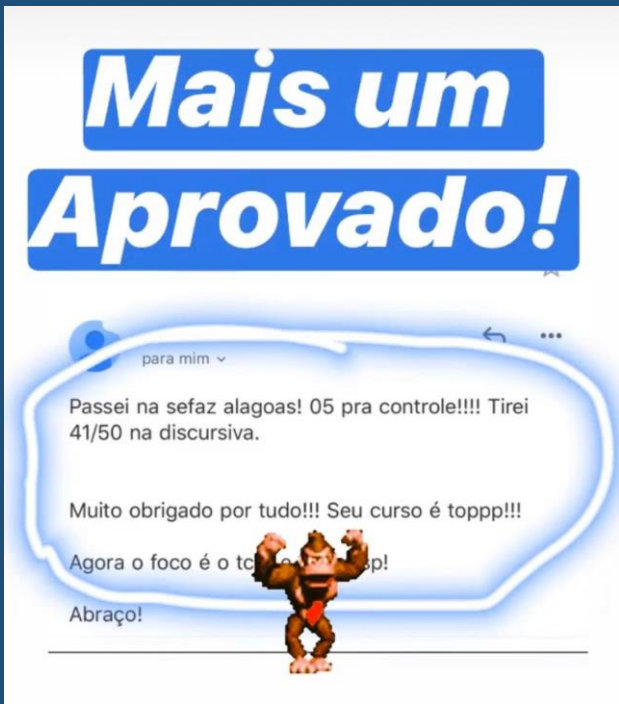 Mais um
Aprovado!
para mim
Passei na sefaz alagoas! 05 pra controle!!!! Tirei
41/50 na discursiva.
Muito obrigado por tudo!!! Seu curso é toppp!!!
Agora o foco é o
Abraço!